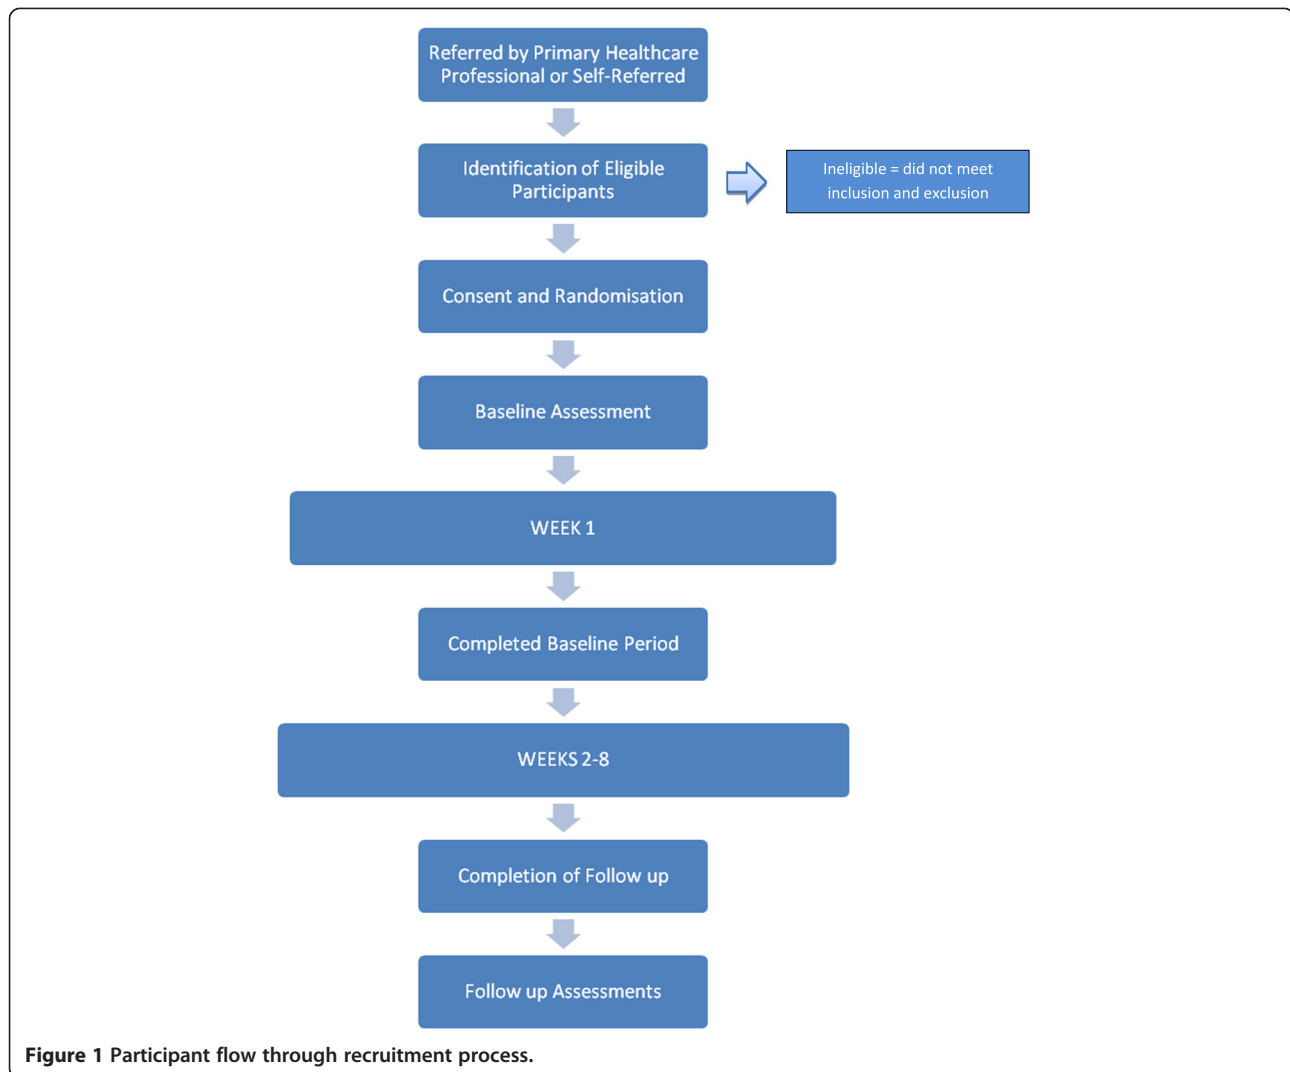 Referred by Primary Healthcare
Professional or Self-Referred
Identification of Eligible
Participants
Ineligible = did not meet
inclusion and exclusion
Consent and Randomisation
Baseline Assessment
WEEK 1
Completed Baseline Period
WEEKS 2-8
Completion of Follow up
Follow up Assessments
Figure 1 Participant flow through recruitment process.